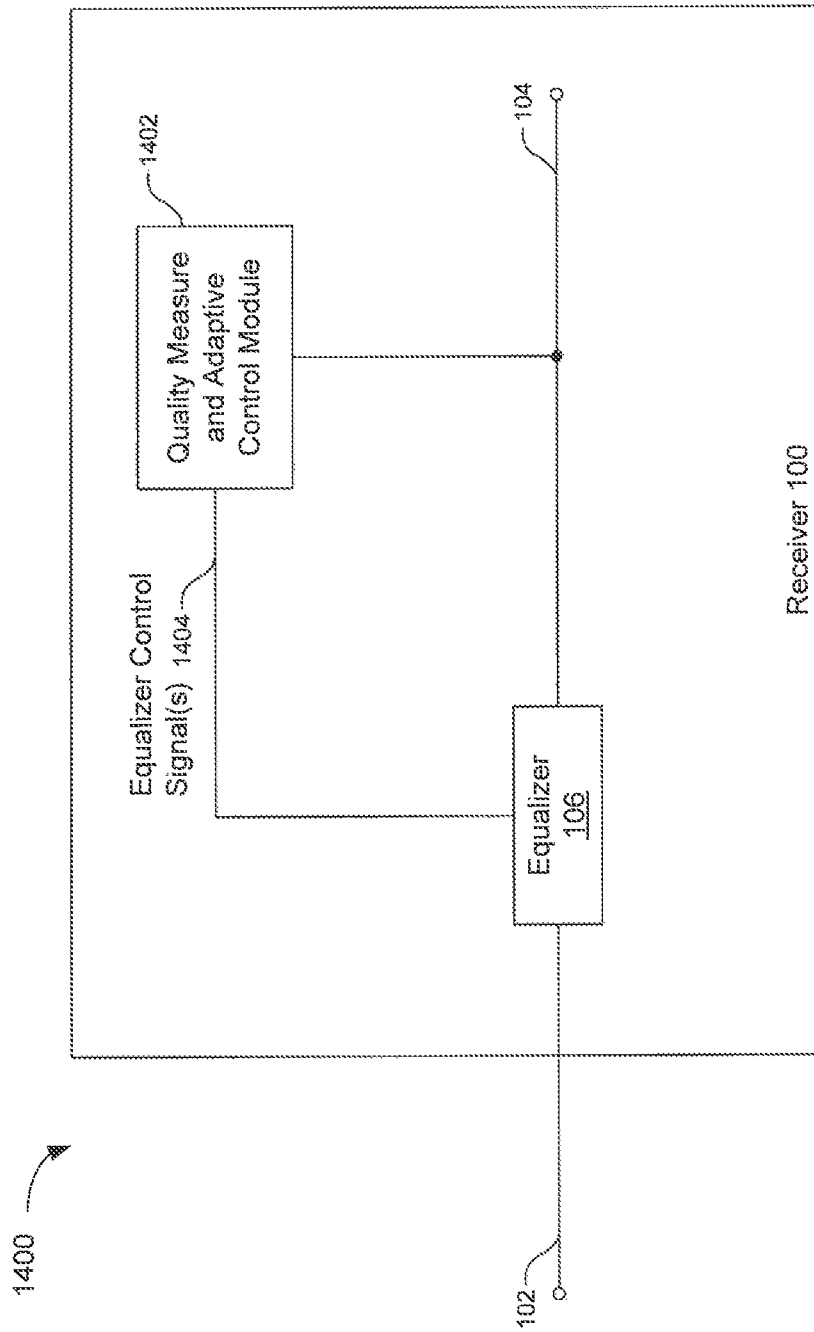 1400
Quality Measure
and Adaptive
Control Module
1402
Equalizer Control
Signal(s) 1404
Equalizer
106
102
104
Receiver 100